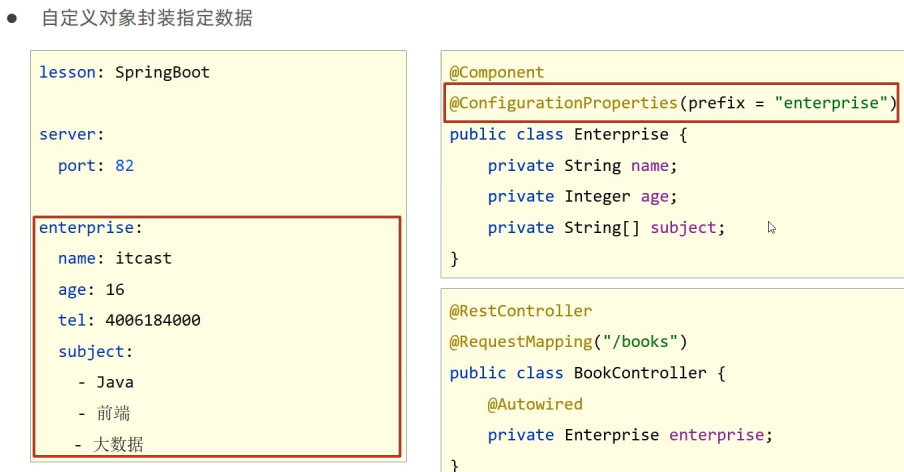 ● 自定义对象封装指定数据
lesson: SpringBoot
server:
port: 82
enterprise:
name: itcast
age: 16
tel: 4006184000
subject:
- Java
- 前端
- 大数据
@Component
@ConfigurationProperties(prefix = "enterprise")
public class Enterprise {
private String name;
private Integer age;
private String[] subject;
}
@RestController
@RequestMapping("/books")
public class BookController {
@Autowired
private Enterprise enterprise;
}